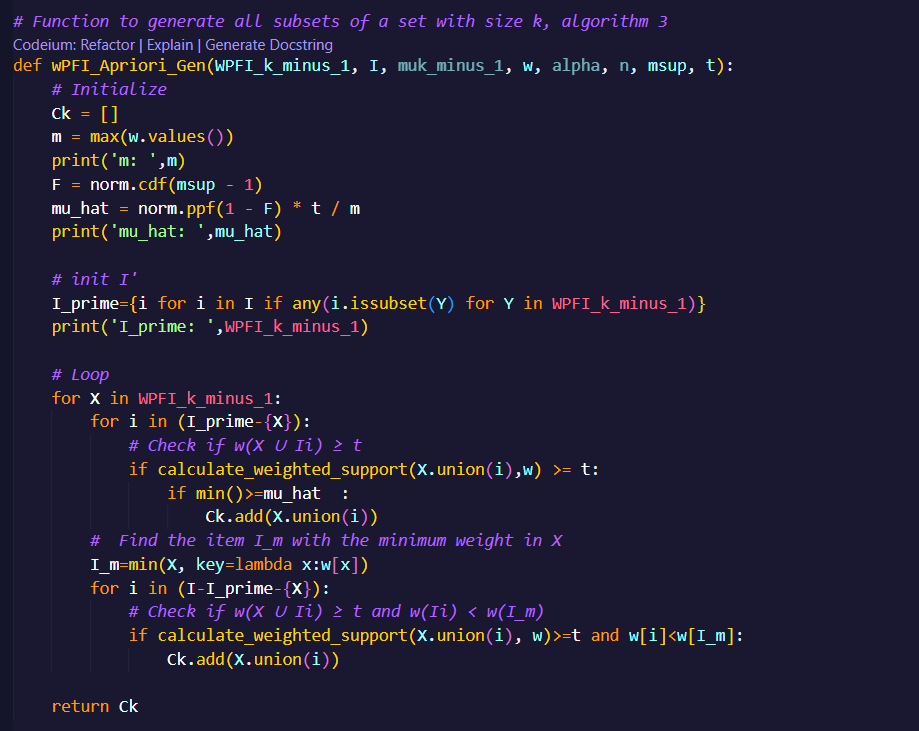 # Function to generate all subsets of a set with size k, algorithm 3
Codeium: Refactor | Explain | Generate Docstring
def wPFI_Apriori_Gen(WPFI_k_minus_1, I, muk_minus_1, w, alpha, n, msup, t):
    # Initialize
    Ck = []
    m = max(w.values())
    print('m: ',m)
    F = norm.cdf(msup - 1)
    mu_hat = norm.ppf(1 - F) * t / m
    print('mu_hat: ',mu_hat)
    # init I'
    I_prime={i for i in I if any(i.issubset(Y) for Y in WPFI_k_minus_1)}
    print('I_prime: ',WPFI_k_minus_1)
    # Loop
    for X in WPFI_k_minus_1:
        for i in (I_prime-{X}):
            # Check if w(X ∪ Ii) ≥ t
            if calculate_weighted_support(X.union(i),w) >= t:
                if min()>=mu_hat  :
                    Ck.add(X.union(i))
        #  Find the item I_m with the minimum weight in X
        I_m=min(X, key=lambda x:w[x])
        for i in (I-I_prime-{X}):
            # Check if w(X ∪ Ii) ≥ t and w(Ii) < w(I_m)
            if calculate_weighted_support(X.union(i), w)>=t and w[i]<w[I_m]:
                Ck.add(X.union(i))
    return Ck